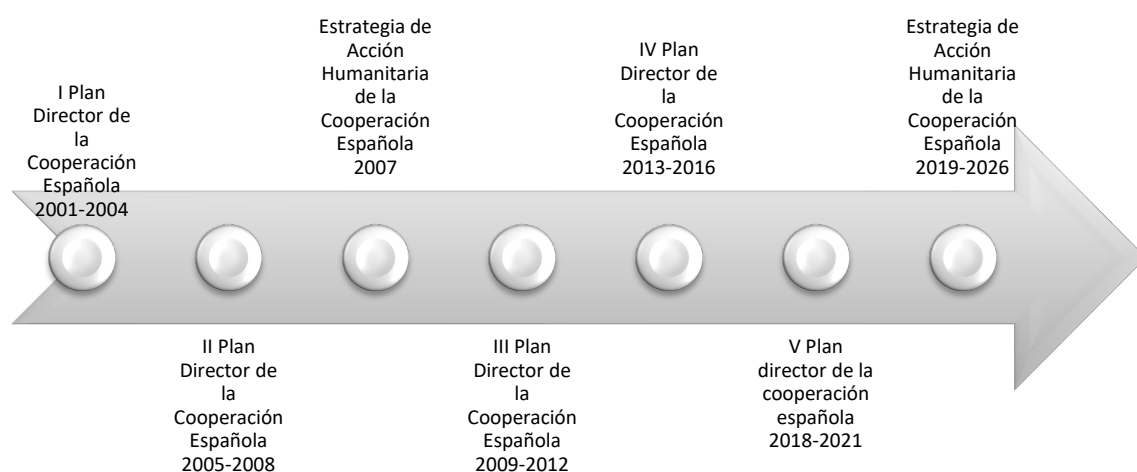 I Plan
Director de
la
Cooperación
Española
2001-2004
II Plan
Director de
la
Cooperación
Española
2005-2008
Estrategia de
Acción
Humanitaria
de la
Cooperación
Española
2007
III Plan
Director de
la
Cooperación
Española
2009-2012
IV Plan
Director de
la
Cooperación
Española
2013-2016
V Plan
director de la
cooperación
española
2018-2021
Estrategia de
Acción
Humanitaria
de la
Cooperación
Española
2019-2026